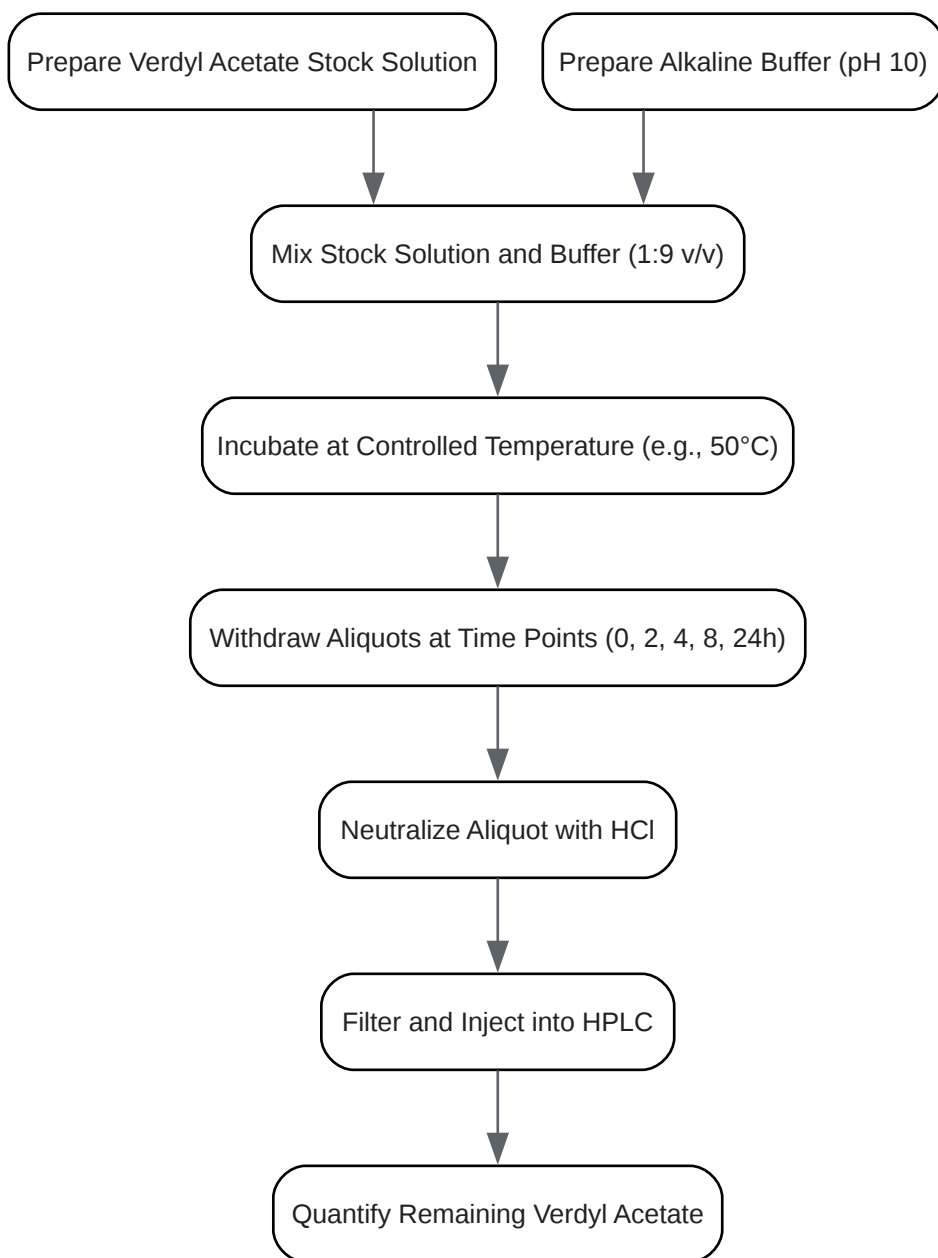 Prepare Verdyl Acetate Stock Solution
Prepare Alkaline Buffer (pH 10)
Mix Stock Solution and Buffer (1:9 v/v)
Incubate at Controlled Temperature (e.g., 50°C)
Withdraw Aliquots at Time Points (0, 2, 4, 8, 24h)
Neutralize Aliquot with HCl
Filter and Inject into HPLC
Quantify Remaining Verdyl Acetate